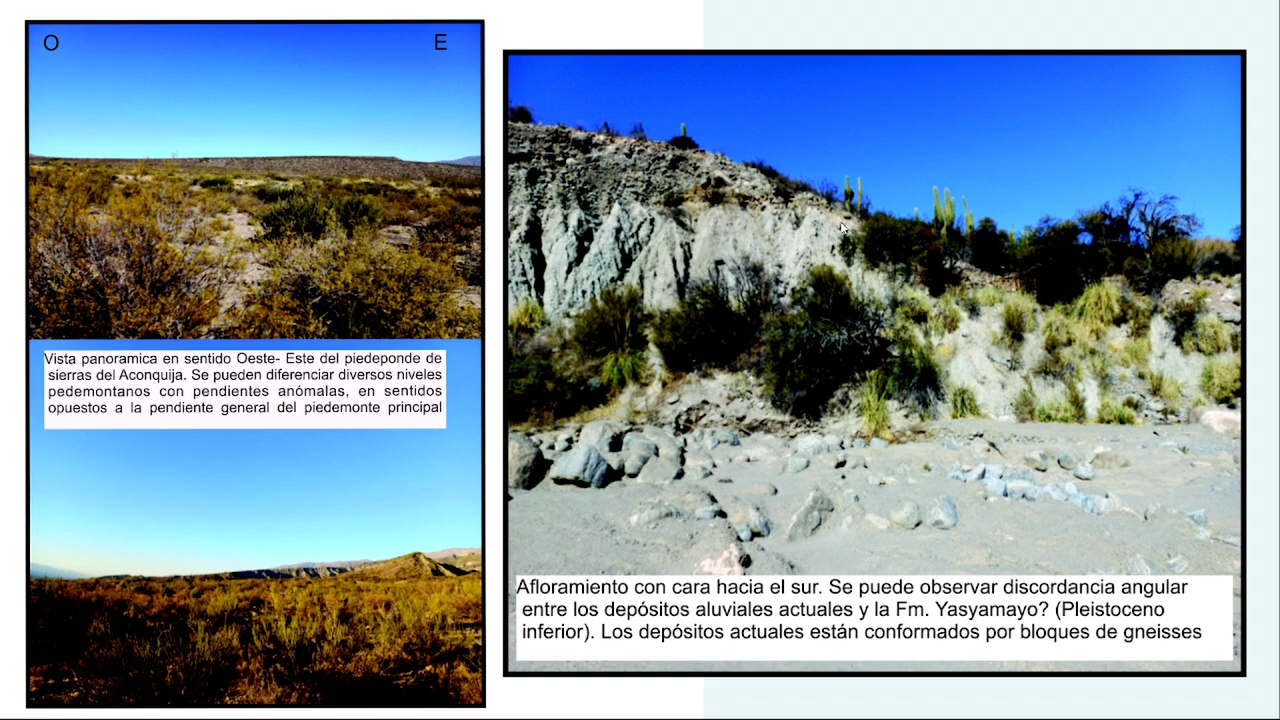 O E
Vista panoramica en sentido Oeste- Este del piedeponde de
sierras del Aconquija. Se pueden diferenciar diversos niveles
pedemontanos con pendientes anómalas, en sentidos
opuestos a la pendiente general del piedemonte principal
Afloramiento con cara hacia el sur. Se puede observar discordancia angular
entre los depósitos aluviales actuales y la Fm. Yasyamayo? (Pleistoceno
inferior). Los depósitos actuales están conformados por bloques de gneisses